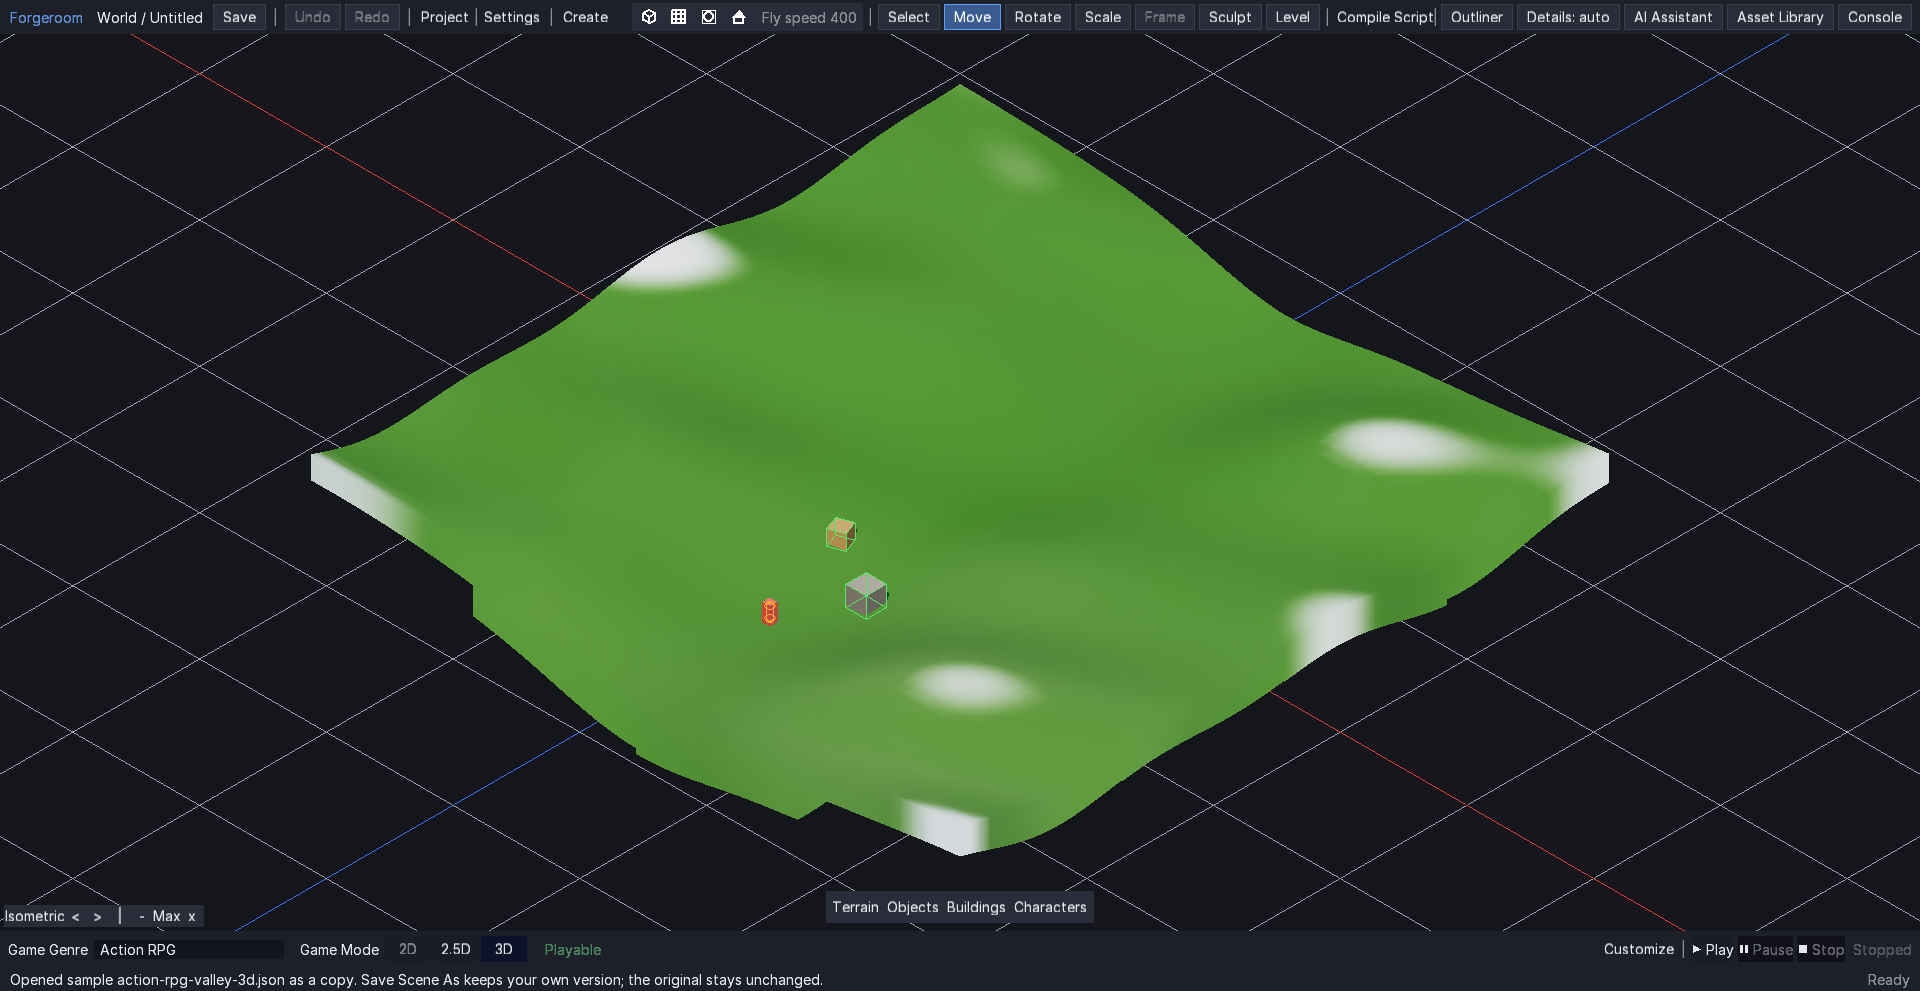 Forgeroom World / Untitled Save Undo Redo Project Settings Create Fly speed 400 Select Move Rotate Scale Frame Sculpt Level Compile Script Outliner Details: auto AI Assistant Asset Library Console
Terrain Objects Buildings Characters
Isometric < > | - Max x
Game Genre Action RPG Game Mode 2D 2.5D 3D Playable Customize Play Pause Stop Stopped
Opened sample action-rpg-valley-3d.json as a copy. Save Scene As keeps your own version; the original stays unchanged. Ready